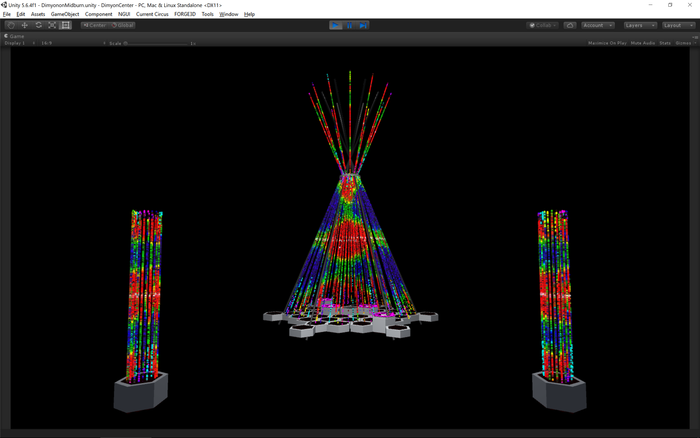 Unity 5.6.4f1 - DimyononMidburn.unity - DimyonCenter - PC, Mac & Linux Standalone <DX11>
File Edit Assets GameObject Component NGUI Current Circus FORGE3D Tools Window Help
Center Global Collab Account Layers Layout
Game
Display 1 16:9 Scale 1x Maximize On Play Mute Audio Stats Gizmos